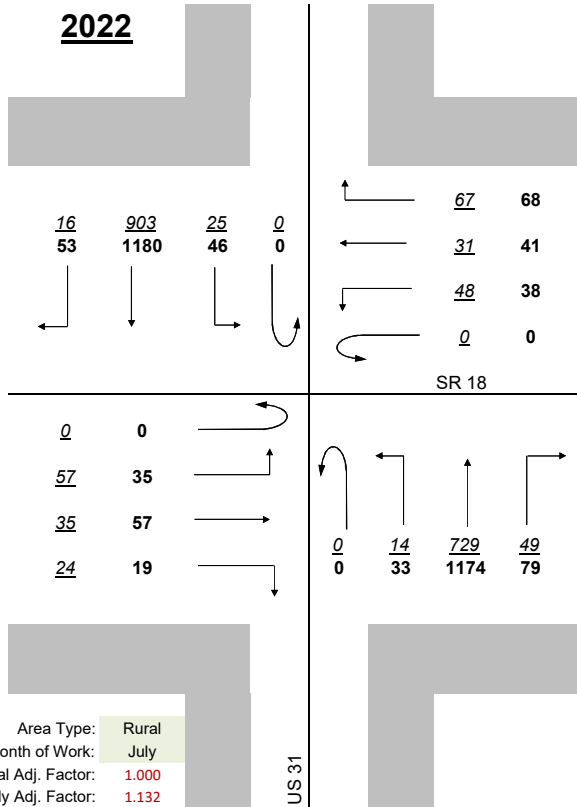 2022
16 903 25 0
53 1180 46 0
67 68
31 41
48 38
0 0
SR 18
0 0
57 35
35 57
24 19
0 14 729 49
0 33 1174 79
Area Type: Rural
onth of Work: July
al Adj. Factor: 1.000
y Adj. Factor: 1.132
US 31